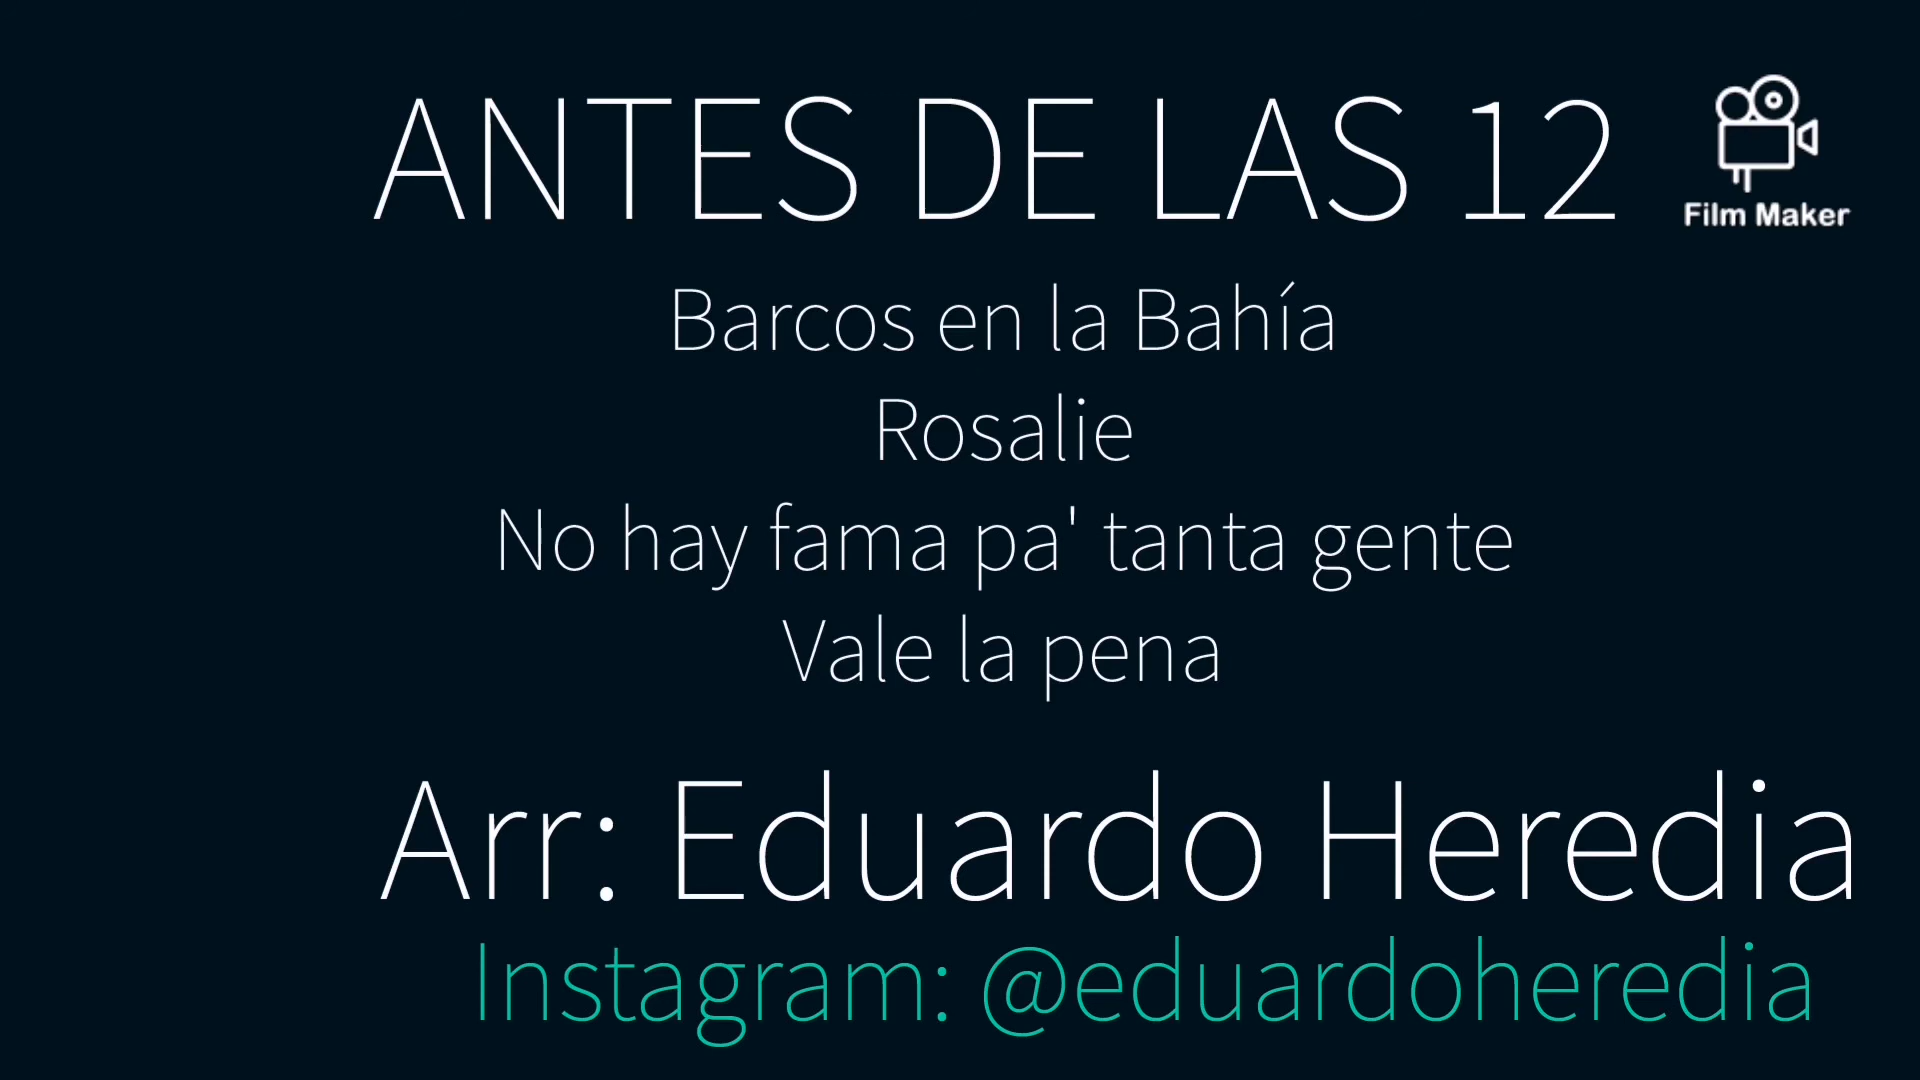 ANTES DE LAS 12
Film Maker
Barcos en la Bahía
Rosalie
No hay fama pa' tanta gente
Vale la pena
Arr: Eduardo Heredia
Instagram: @eduardoheredia